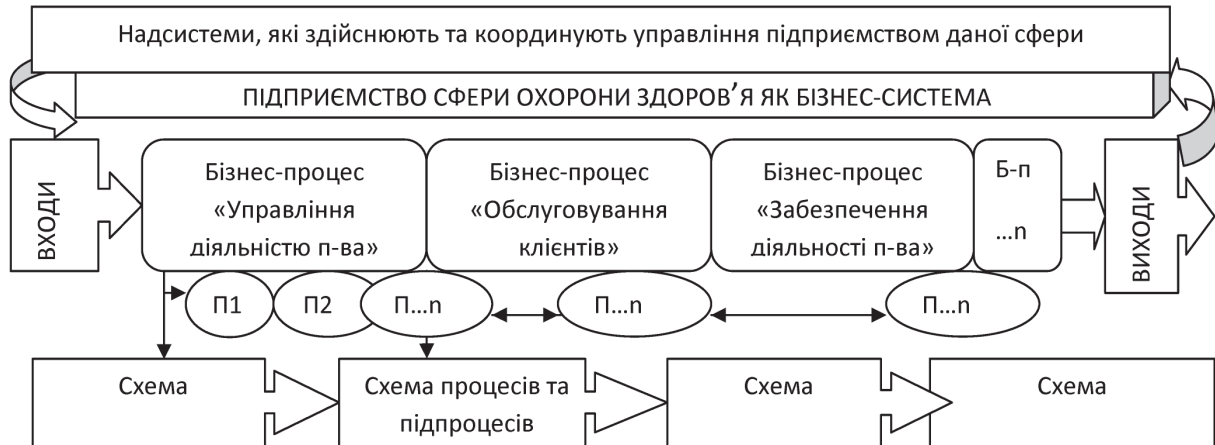 Надсистеми, які здійснюють та координують управління підприємством даної сфери
ПІДПРИЄМСТВО СФЕРИ ОХОРОНИ ЗДОРОВ’Я ЯК БІЗНЕС-СИСТЕМА
ВХОДИ
Бізнес-процес
«Управління
діяльністю п-ва»
Бізнес-процес
«Обслуговування
клієнтів»
Бізнес-процес
«Забезпечення
діяльності п-ва»
Б-п
...n
ВИХОДИ
П1
П2
П...n
П...n
П...n
Схема
Схема процесів та
підпроцесів
Схема
Схема